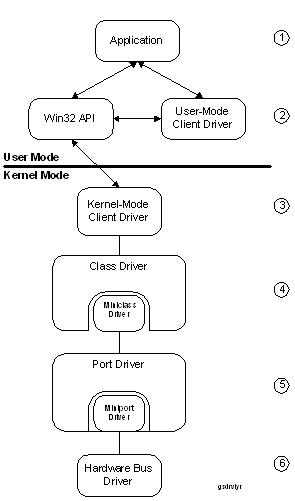 Application
1
Win32 API
User-Mode
Client Driver
2
User Mode
Kernel Mode
Kernel-Mode
Client Driver
3
Class Driver
Miniclass
Driver
4
Port Driver
Miniport
Driver
5
Hardware Bus
Driver
6
gsdrvlyr